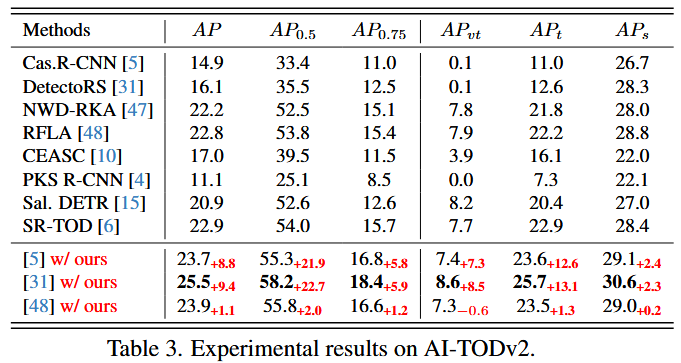 Methods AP AP0.5 AP0.75 APvt APt APs
Cas.R-CNN [5] 14.9 33.4 11.0 0.1 11.0 26.7
DetectoRS [31] 16.1 35.5 12.5 0.1 12.6 28.3
NWD-RKA [47] 22.2 52.5 15.1 7.8 21.8 28.0
RFLA [48] 22.8 53.8 15.4 7.9 22.2 28.8
CEASC [10] 17.0 39.5 11.5 3.9 16.1 22.0
PKS R-CNN [4] 11.1 25.1 8.5 0.0 7.3 22.1
Sal. DETR [15] 20.9 52.6 12.6 8.2 20.4 27.0
SR-TOD [6] 22.9 54.0 15.7 7.7 22.9 28.4
[5] w/ ours 23.7+8.8 55.3+21.9 16.8+5.8 7.4+7.3 23.6+12.6 29.1+2.4
[31] w/ ours 25.5+9.4 58.2+22.7 18.4+5.9 8.6+8.5 25.7+13.1 30.6+2.3
[48] w/ ours 23.9+1.1 55.8+2.0 16.6+1.2 7.3−0.6 23.5+1.3 29.0+0.2
Table 3. Experimental results on AI-TODv2.